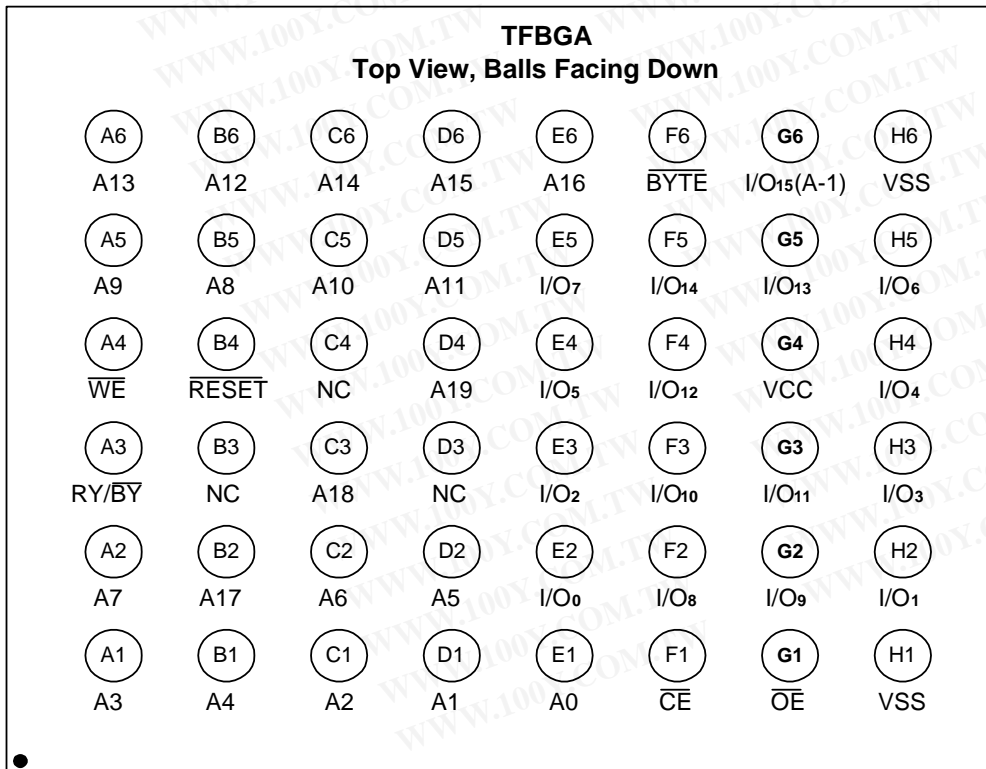 TFBGA
Top View, Balls Facing Down
A6 B6 C6 D6 E6 F6 G6 H6
A13 A12 A14 A15 A16 BYTE I/O15(A-1) VSS
A5 B5 C5 D5 E5 F5 G5 H5
A9 A8 A10 A11 I/O7 I/O14 I/O13 I/O6
A4 B4 C4 D4 E4 F4 G4 H4
WE RESET NC A19 I/O5 I/O12 VCC I/O4
A3 B3 C3 D3 E3 F3 G3 H3
RY/BY NC A18 NC I/O2 I/O10 I/O11 I/O3
A2 B2 C2 D2 E2 F2 G2 H2
A7 A17 A6 A5 I/O0 I/O8 I/O9 I/O1
A1 B1 C1 D1 E1 F1 G1 H1
A3 A4 A2 A1 A0 CE OE VSS
WWW.100Y.COM.TW